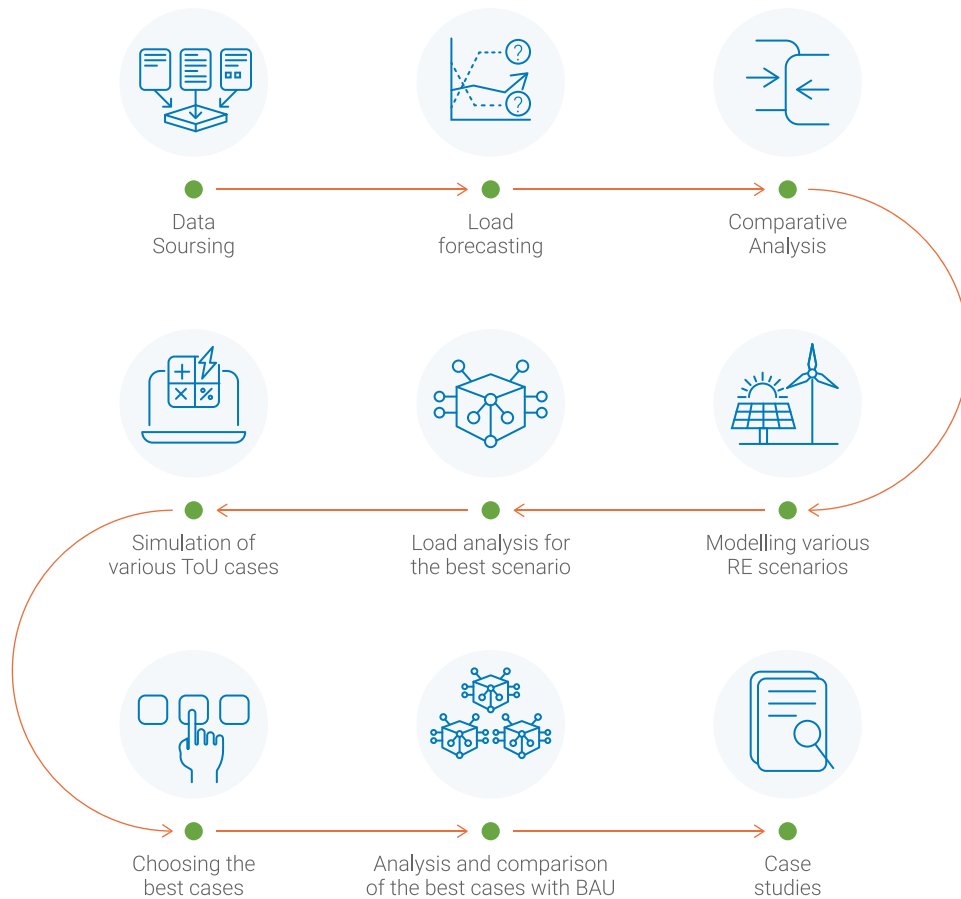 ?
?
Data
Soursing
Load
forecasting
Comparative
Analysis
Simulation of
various ToU cases
Load analysis for
the best scenario
Modelling various
RE scenarios
Choosing the
best cases
Analysis and comparison
of the best cases with BAU
Case
studies